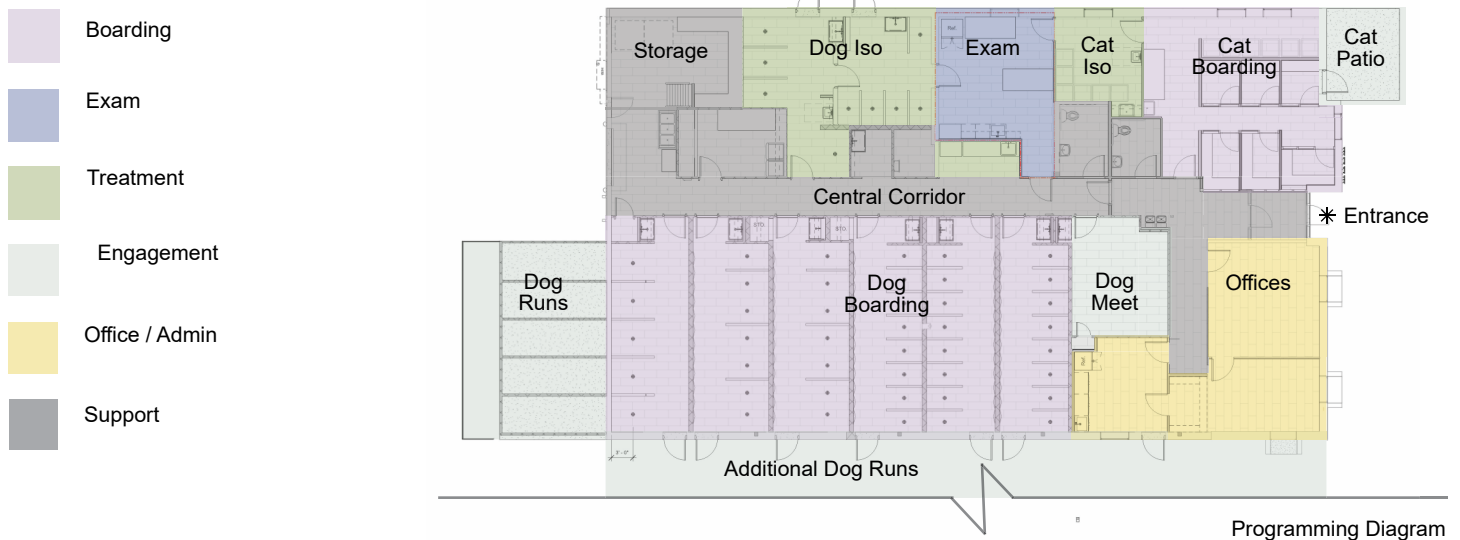 Boarding
Exam
Treatment
Engagement
Office / Admin
Support
Storage
Dog Iso
Exam
Cat
Iso
Cat
Boarding
Cat
Patio
Central Corridor
Entrance
Dog
Runs
Dog
Boarding
Dog
Meet
Offices
Additional Dog Runs
Programming Diagram